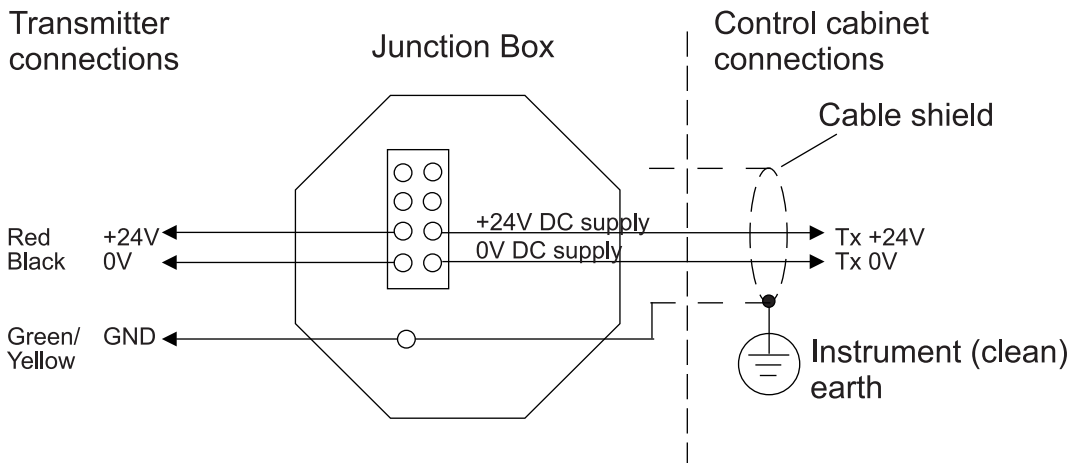 Transmitter
connections
Junction Box
Control cabinet
connections
Cable shield
Red +24V
Black 0V
+24V DC supply
0V DC supply
Tx +24V
Tx 0V
Green/ GND
Yellow
Instrument (clean)
earth